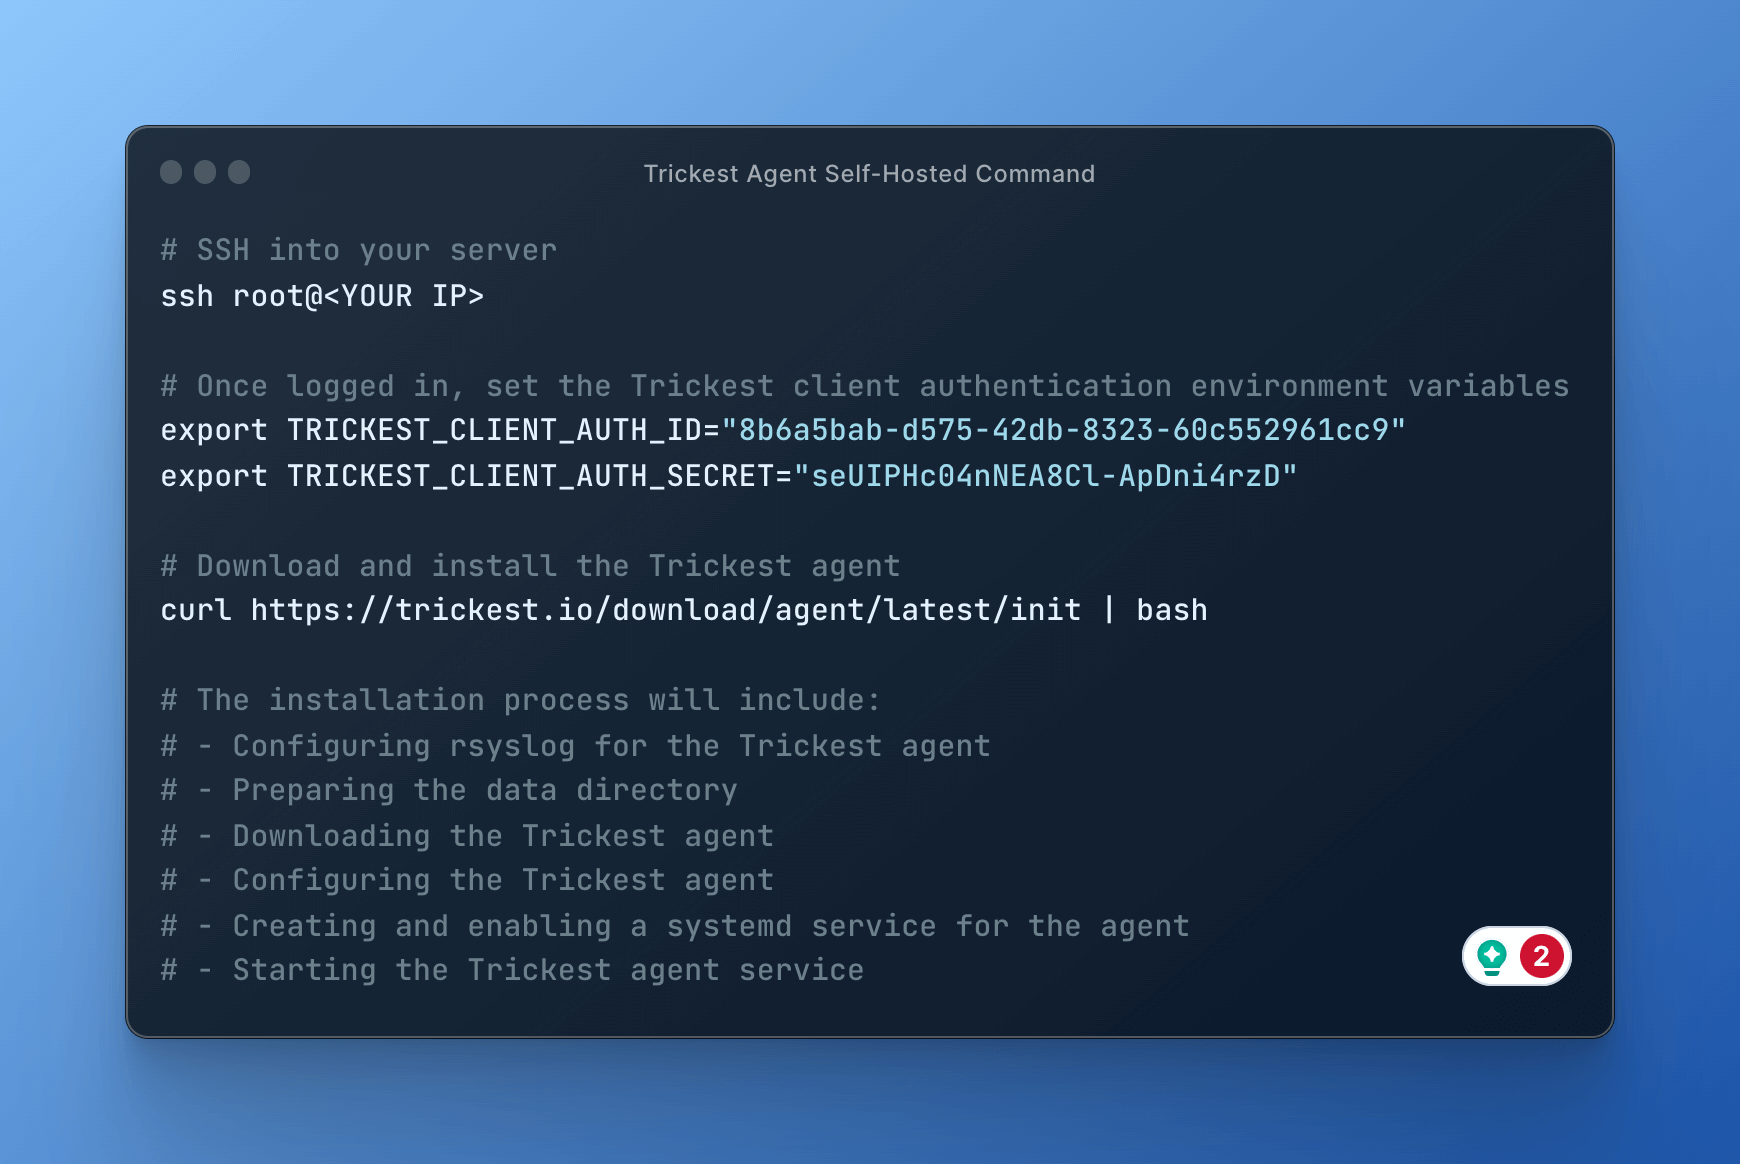 Trickest Agent Self-Hosted Command
# SSH into your server
ssh root@<YOUR IP>
# Once logged in, set the Trickest client authentication environment variables
export TRICKEST_CLIENT_AUTH_ID="8b6a5bab-d575-42db-8323-60c552961cc9"
export TRICKEST_CLIENT_AUTH_SECRET="seUIPHc04nNEA8Cl-ApDni4rzD"
# Download and install the Trickest agent
curl https://trickest.io/download/agent/latest/init | bash
# The installation process will include:
# - Configuring rsyslog for the Trickest agent
# - Preparing the data directory
# - Downloading the Trickest agent
# - Configuring the Trickest agent
# - Creating and enabling a systemd service for the agent
# - Starting the Trickest agent service
2